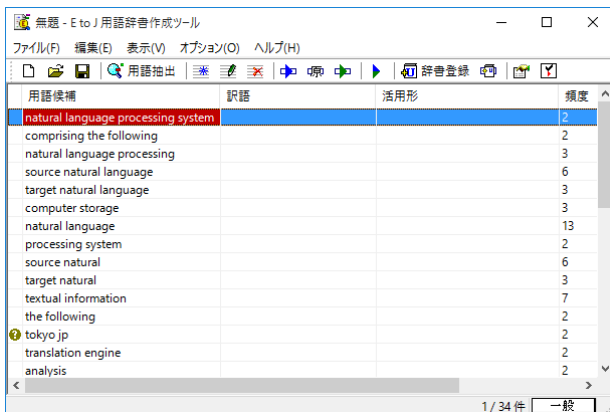 無題 - E to J 用語辞書作成ツール
ファイル(F) 編集(E) 表示(V) オプション(O) ヘルプ(H)
用語抽出 辞書登録
用語候補 訳語 活用形 頻度
natural language processing system 2
comprising the following 2
natural language processing 3
source natural language 6
target natural language 3
computer storage 3
natural language 13
processing system 2
source natural 6
target natural 3
textual information 7
the following 2
tokyo jp 2
translation engine 2
analysis 2
1 / 34 件 一般